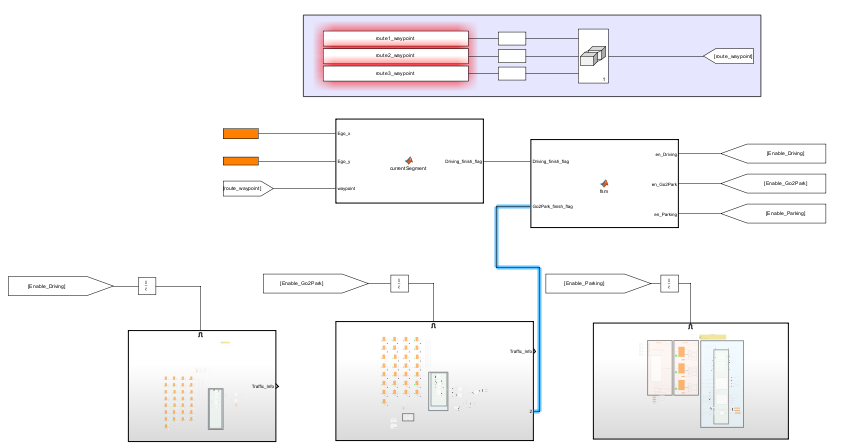 route1_waypoint
route2_waypoint
route3_waypoint
1
[route_waypoint]
Ego_x
Ego_y
[route_waypoint]
waypoint
currentSegment
Driving_finish_flag
Driving_finish_flag
Go2Park_finish_flag
fsm
en_Driving
en_Go2Park
en_Parking
[Enable_Driving]
[Enable_Go2Park]
[Enable_Parking]
[Enable_Driving]
[Enable_Go2Park]
[Enable_Parking]
Traffic_Info
Traffic_Info